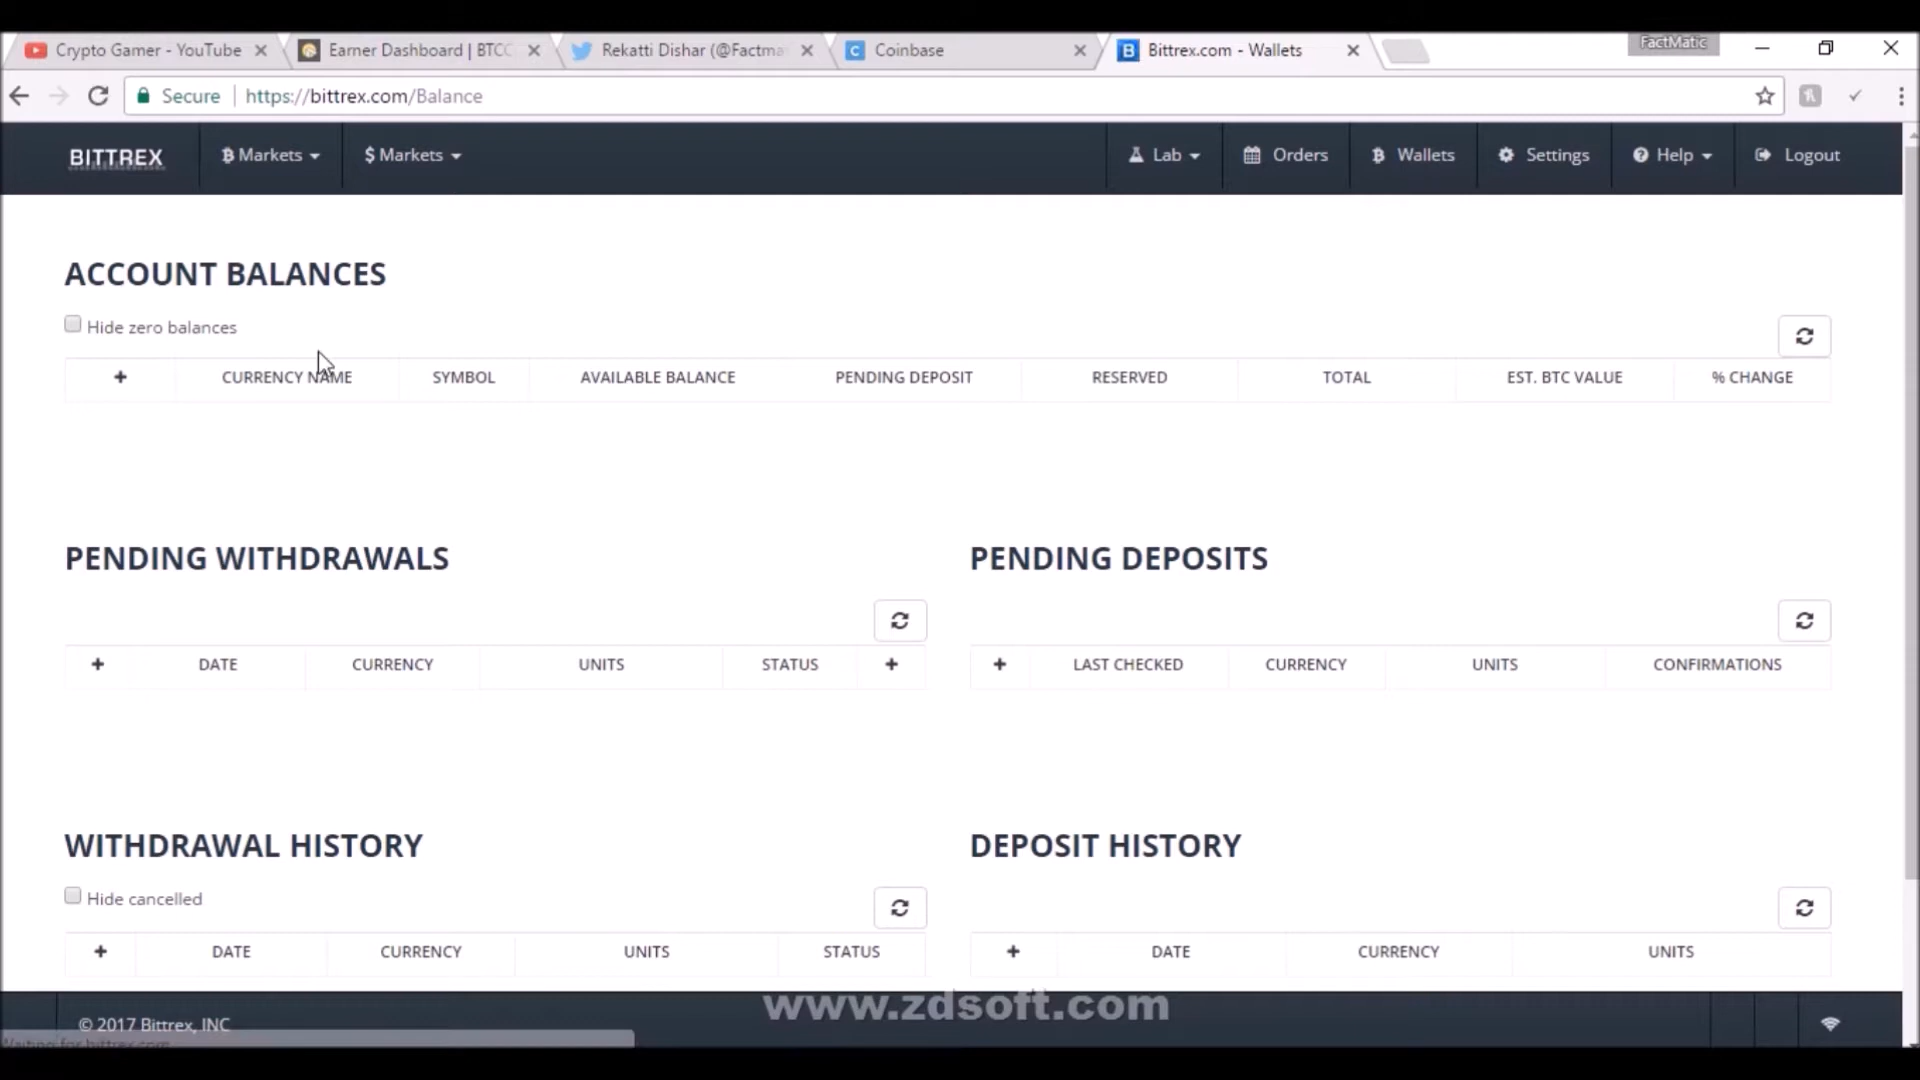 Crypto Gamer - YouTube
Earner Dashboard | BTCC
Rekatti Dishar (@Factma
Coinbase
Bittrex.com - Wallets
FactMatic
Secure
https://bittrex.com/Balance
BITTREX
Markets
$ Markets
Lab
Orders
Wallets
Settings
Help
Logout
ACCOUNT BALANCES
Hide zero balances
+ CURRENCY NAME SYMBOL AVAILABLE BALANCE PENDING DEPOSIT RESERVED TOTAL EST. BTC VALUE % CHANGE
PENDING WITHDRAWALS
+ DATE CURRENCY UNITS STATUS +
PENDING DEPOSITS
+ LAST CHECKED CURRENCY UNITS CONFIRMATIONS
WITHDRAWAL HISTORY
Hide cancelled
+ DATE CURRENCY UNITS STATUS
DEPOSIT HISTORY
+ DATE CURRENCY UNITS
www.zdsoft.com
© 2017 Bittrex, INC
Waiting for bittrex.com